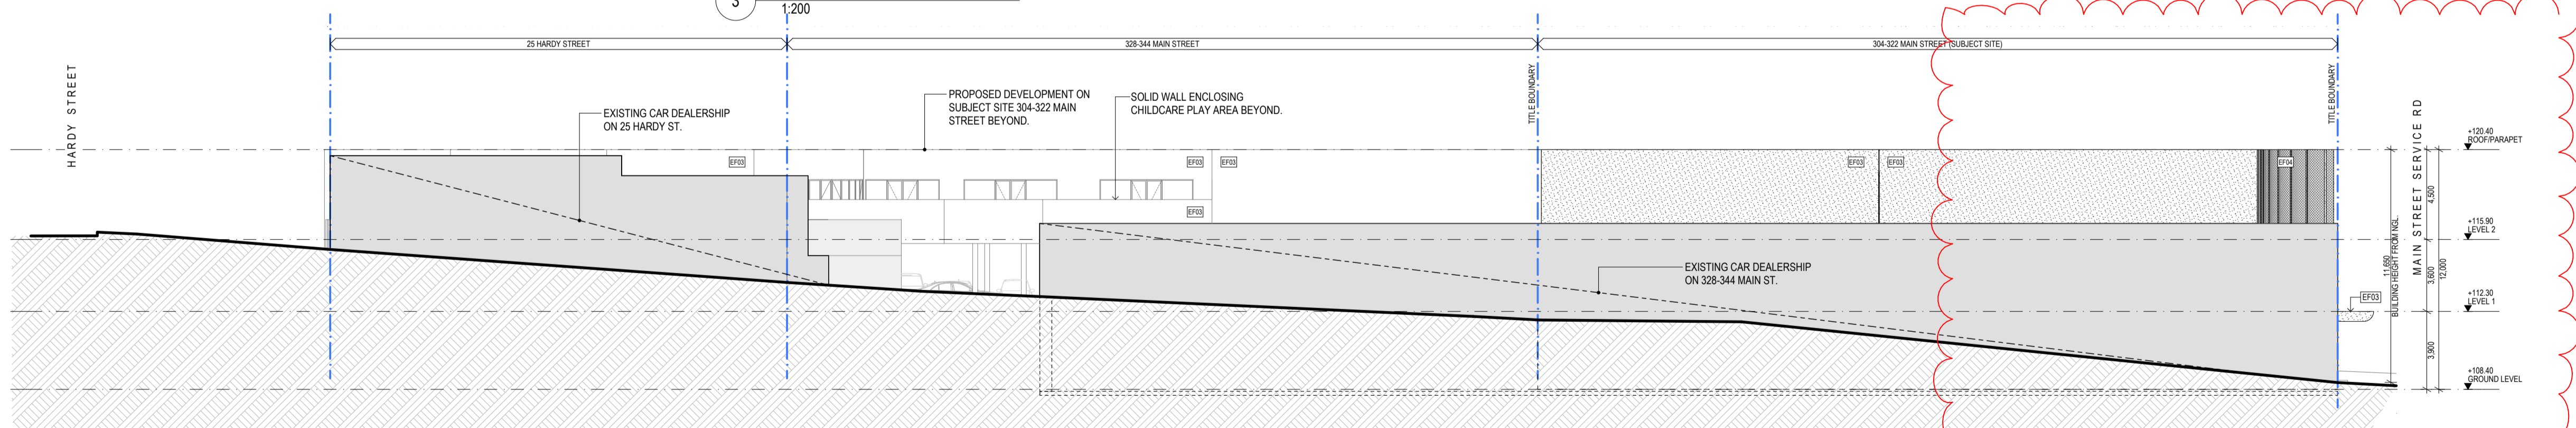 3
1:200
25 HARDY STREET
328-344 MAIN STREET
304-322 MAIN STREET (SUBJECT SITE)
HARDY STREET
EXISTING CAR DEALERSHIP
ON 25 HARDY ST.
PROPOSED DEVELOPMENT ON
SUBJECT SITE 304-322 MAIN
STREET BEYOND.
SOLID WALL ENCLOSING
CHILDCARE PLAY AREA BEYOND.
TITLE BOUNDARY
TITLE BOUNDARY
MAIN STREET SERVICE RD
+120.40
ROOF/PARAPET
EF03
EF03
EF03
EF03
EF03
EF04
EF03
4,500
+115.90
LEVEL 2
EXISTING CAR DEALERSHIP
ON 328-344 MAIN ST.
11,650
BUILDING HEIGHT FROM NGL
3,600
12,000
EF03
+112.30
LEVEL 1
3,900
+108.40
GROUND LEVEL